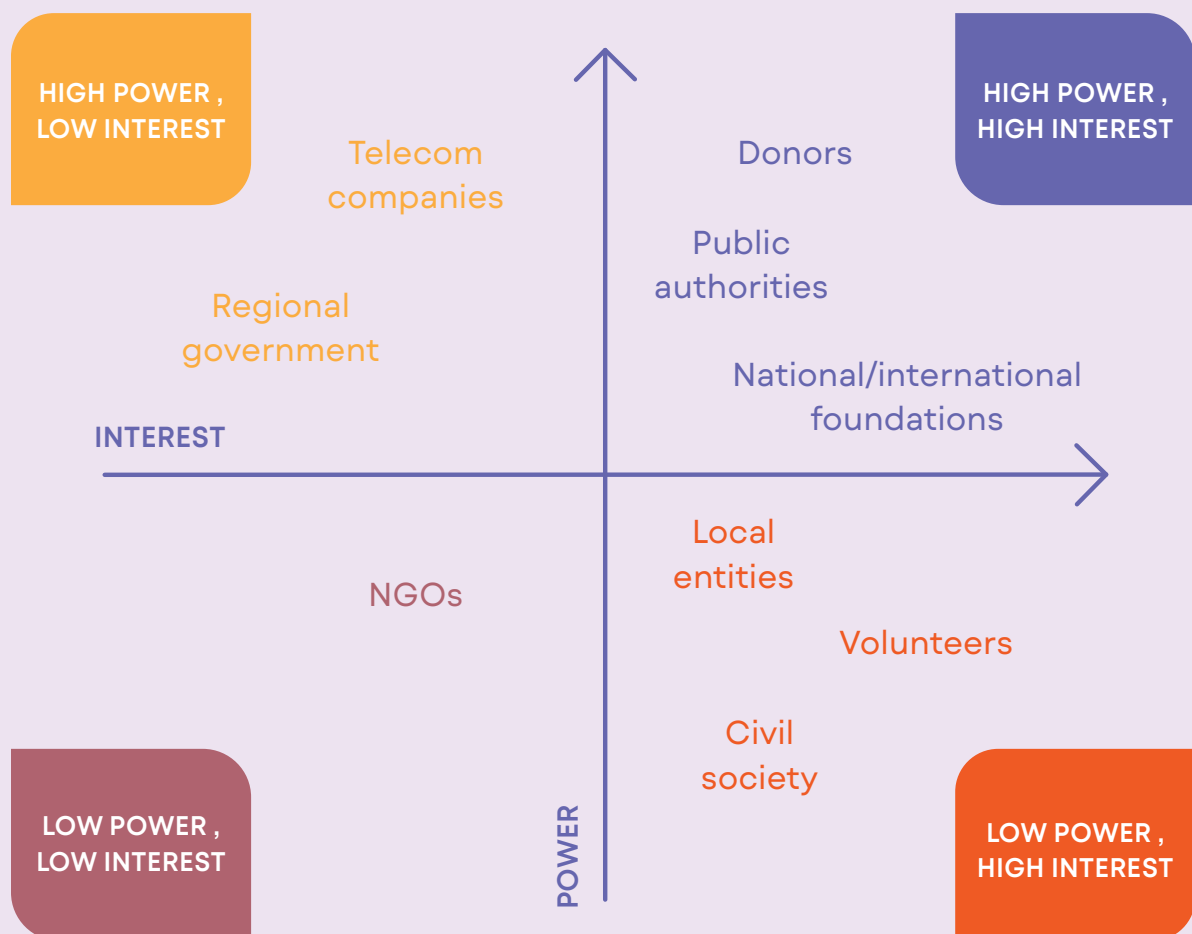 HIGH POWER ,
LOW INTEREST
HIGH POWER ,
HIGH INTEREST
Telecom
companies
Donors
Public
authorities
Regional
government
National/international
foundations
INTEREST
Local
entities
NGOs
Volunteers
Civil
society
POWER
LOW POWER ,
LOW INTEREST
LOW POWER ,
HIGH INTEREST